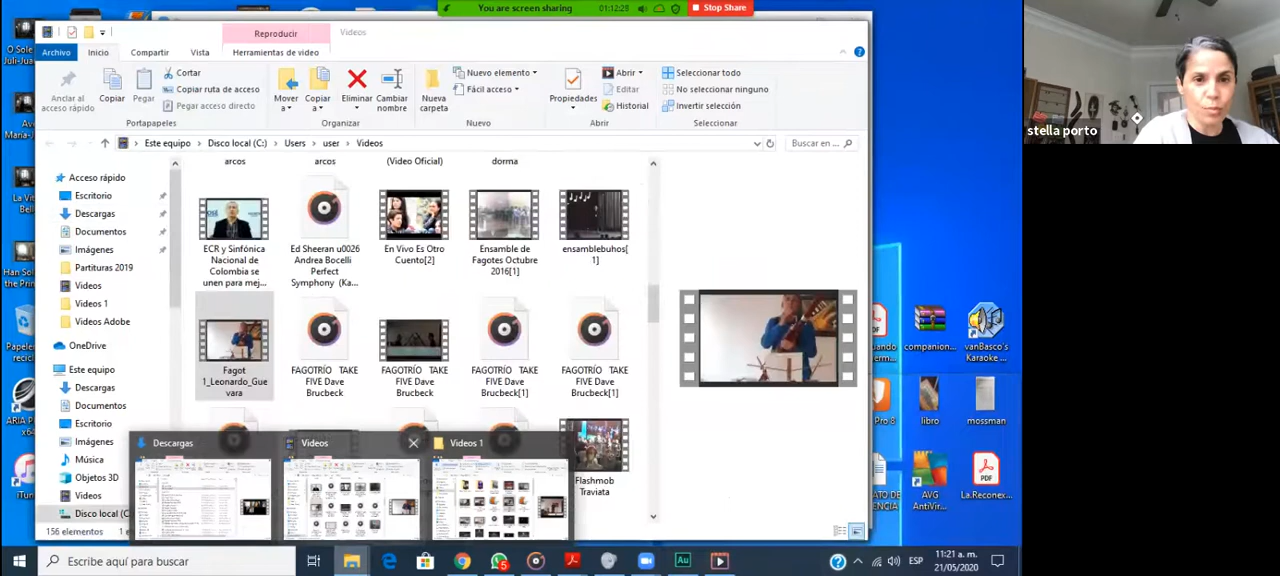 You are screen sharing 01:12:28 Stop Share
Reproducir Videos
Archivo Inicio Compartir Vista Herramientas de video
Anclar al acceso rápido
Copiar
Pegar
Cortar
Copiar ruta de acceso
Pegar acceso directo
Portapapeles
Mover a
Copiar a
Eliminar
Cambiar nombre
Organizar
Nueva carpeta
Nuevo elemento
Fácil acceso
Nuevo
Propiedades
Abrir
Editar
Historial
Abrir
Seleccionar todo
No seleccionar ninguno
Invertir selección
Seleccionar
Este equipo Disco local (C:) Users user Videos
Buscar en ...
Acceso rápido
Escritorio
Descargas
Documentos
Imágenes
Partituras 2019
Videos
Videos 1
Videos Adobe
OneDrive
Este equipo
Descargas
Documentos
Escritorio
Imágenes
Música
Objetos 3D
Videos
Disco local (C
156 elementos
arcos
arcos
(Video Oficial)
dorma
ECR y Sinfónica
Nacional de
Colombia se
unen para mej...
Ed Sheeran u0026
Andrea Bocelli
Perfect
Symphony (Ka...
En Vivo Es Otro
Cuento[2]
Ensamble de
Fagotes Octubre
2016[1]
ensamblebuhos[
1]
Fagot
1_Leonardo_Gue
vara
FAGOTRÍO TAKE
FIVE Dave
Brucbeck
FAGOTRÍO TAKE
FIVE Dave
Brucbeck
FAGOTRÍO TAKE
FIVE Dave
Brucbeck[1]
FAGOTRÍO TAKE
FIVE Dave
Brucbeck[1]
Flashmob
Traviata
Descargas
Videos
Videos 1
stella porto
companion...
vanBasco's
Karaoke ...
libro
mossman
AVG
AntiVir...
La.Reconex...
Escribe aquí para buscar
ESP
11:21 a. m.
21/05/2020